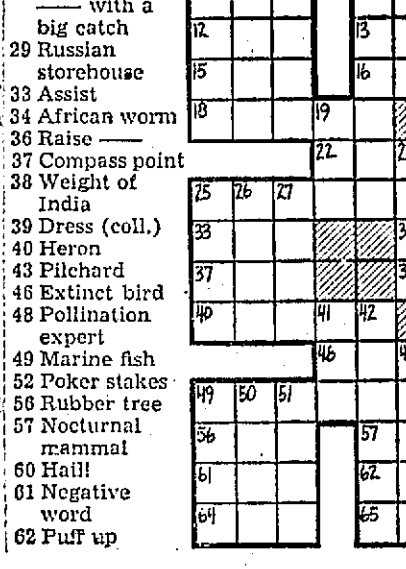 —— with a
big catch
29 Russian
storehouse
33 Assist
34 African worm
36 Raise ——
37 Compass point
38 Weight of
India
39 Dress (coll.)
40 Heron
43 Pilchard
46 Extinct bird
48 Pollination
expert
49 Marine fish
52 Poker stakes
56 Rubber tree
57 Nocturnal
mammal
60 Hail!
61 Negative
word
62 Puff up
12 13
15 16
18 19
22
25 26 27
33
37
40 41 42
46
49 50 51
56 57
61 62
64 65